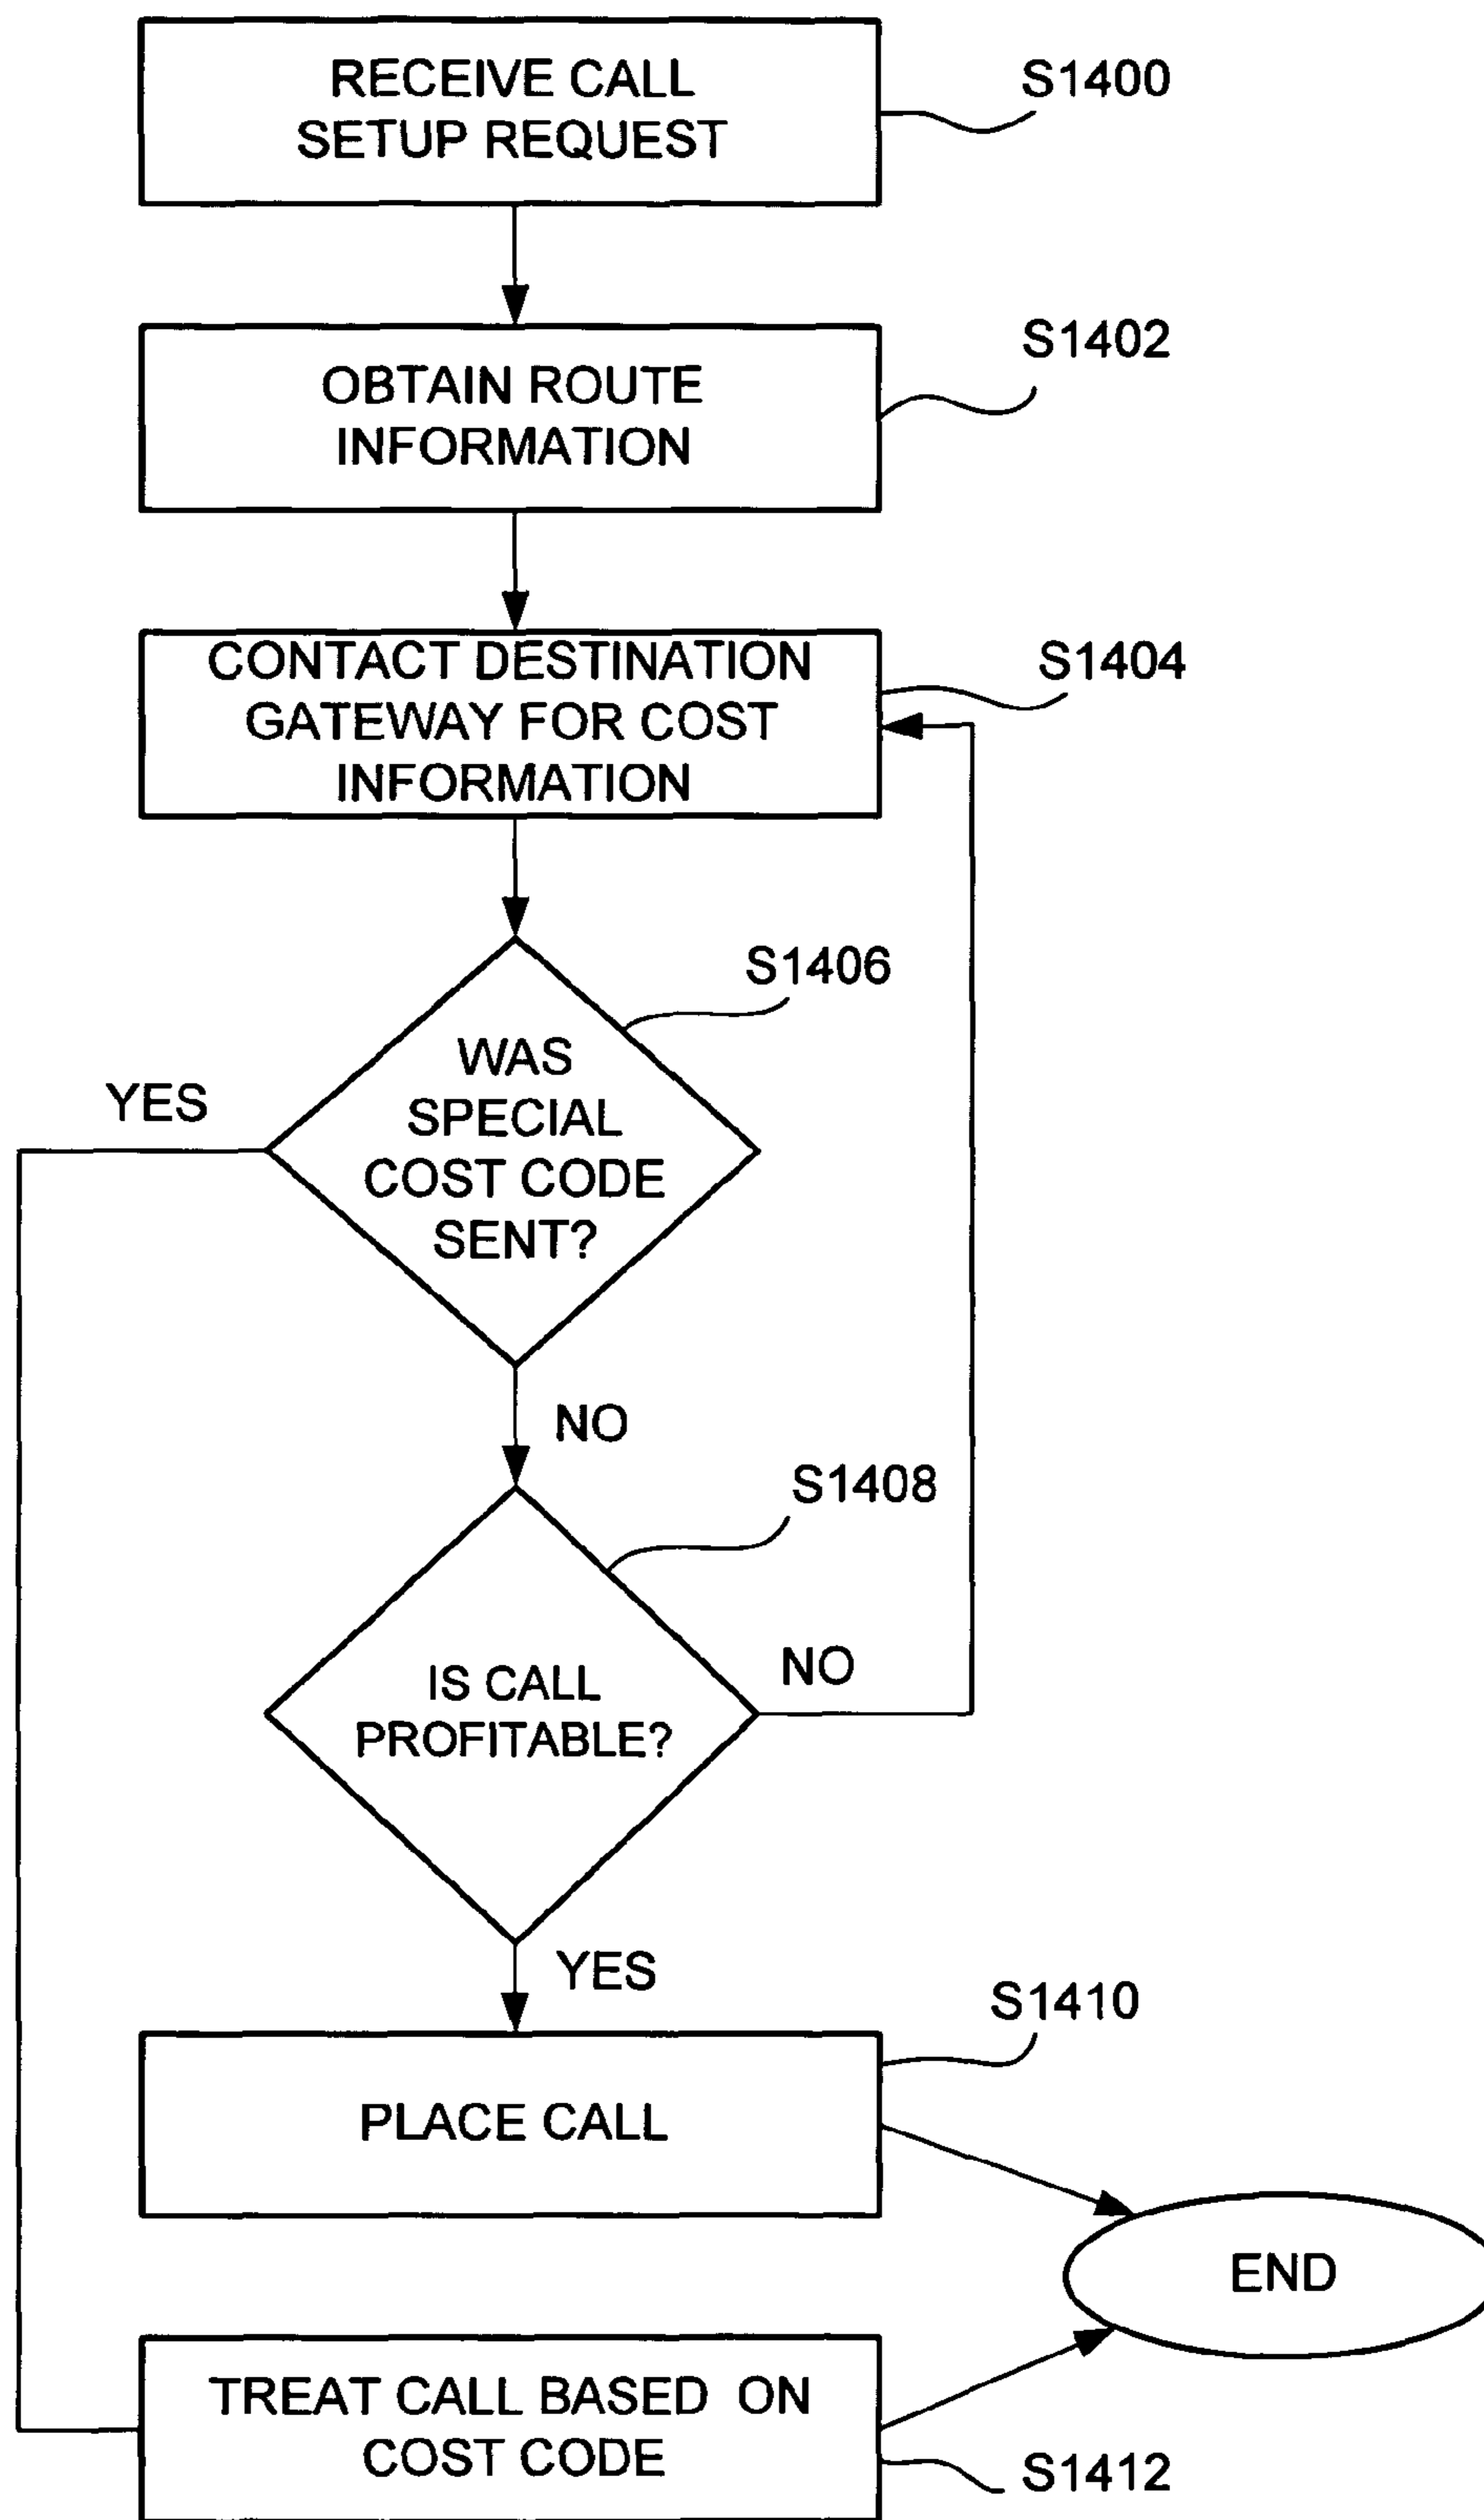 RECEIVE CALL
SETUP REQUEST
S1400
OBTAIN ROUTE
INFORMATION
S1402
CONTACT DESTINATION
GATEWAY FOR COST
INFORMATION
S1404
S1406
WAS
SPECIAL
COST CODE
SENT?
YES
NO
S1408
IS CALL
PROFITABLE?
NO
YES
S1410
PLACE CALL
END
TREAT CALL BASED ON
COST CODE
S1412